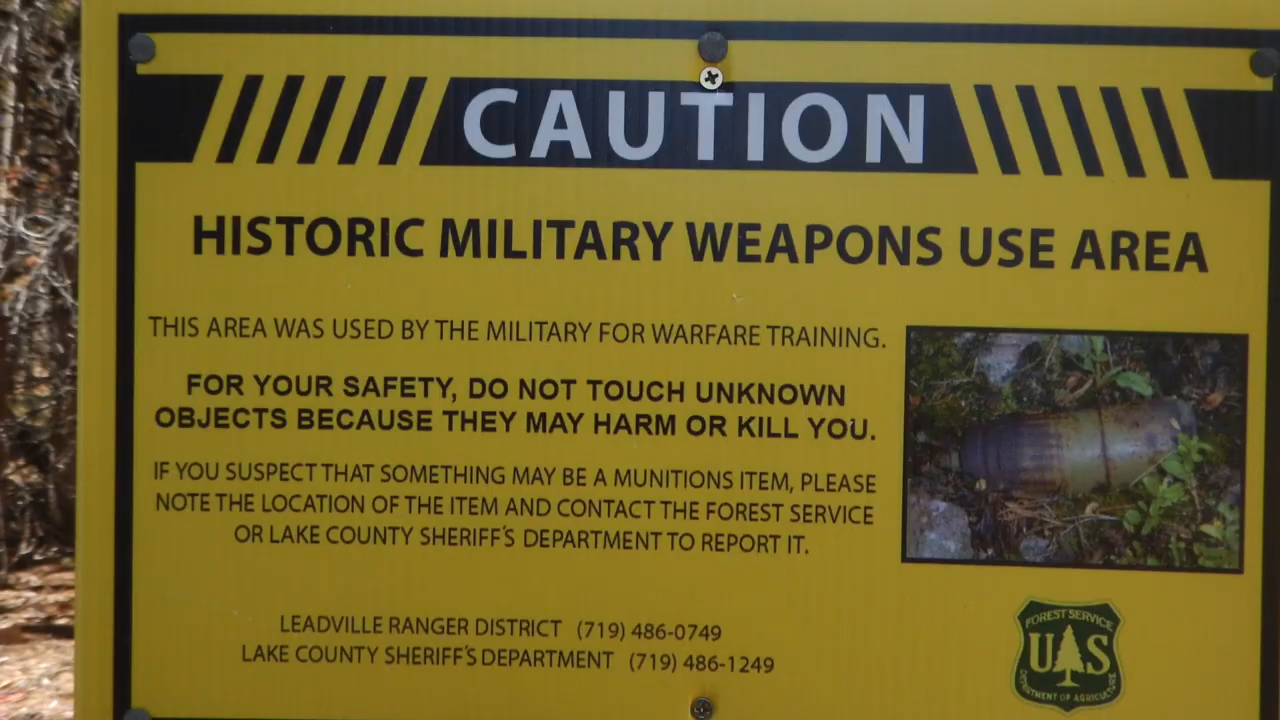 CAUTION
HISTORIC MILITARY WEAPONS USE AREA
THIS AREA WAS USED BY THE MILITARY FOR WARFARE TRAINING.
FOR YOUR SAFETY, DO NOT TOUCH UNKNOWN
OBJECTS BECAUSE THEY MAY HARM OR KILL YOU.
IF YOU SUSPECT THAT SOMETHING MAY BE A MUNITIONS ITEM, PLEASE
NOTE THE LOCATION OF THE ITEM AND CONTACT THE FOREST SERVICE
OR LAKE COUNTY SHERIFF'S DEPARTMENT TO REPORT IT.
LEADVILLE RANGER DISTRICT (719) 486-0749
LAKE COUNTY SHERIFF'S DEPARTMENT (719) 486-1249
FOREST SERVICE
U S
DEPARTMENT OF AGRICULTURE